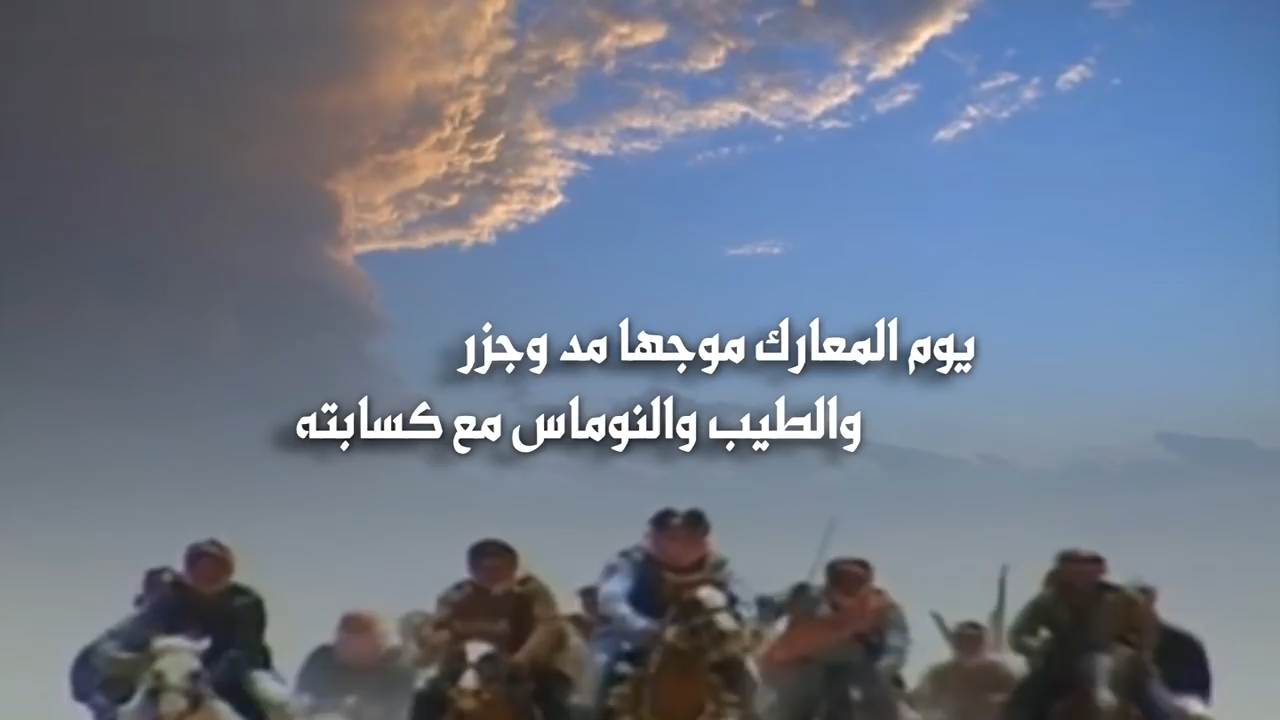 يوم المعارك موجها مد وجزر
والطيب والنوماس مع كسابته